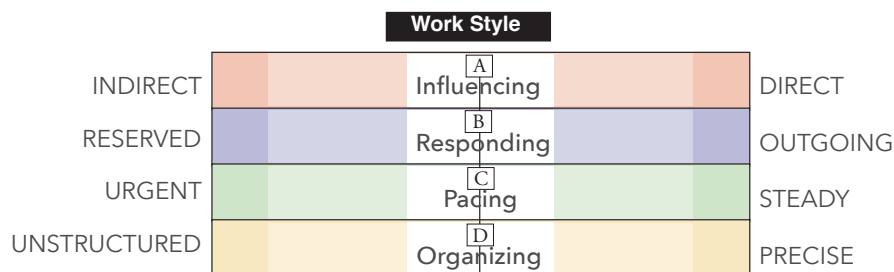 Work Style
A
INDIRECT Influencing DIRECT
B
RESERVED Responding OUTGOING
C
URGENT Pacing STEADY
D
UNSTRUCTURED Organizing PRECISE